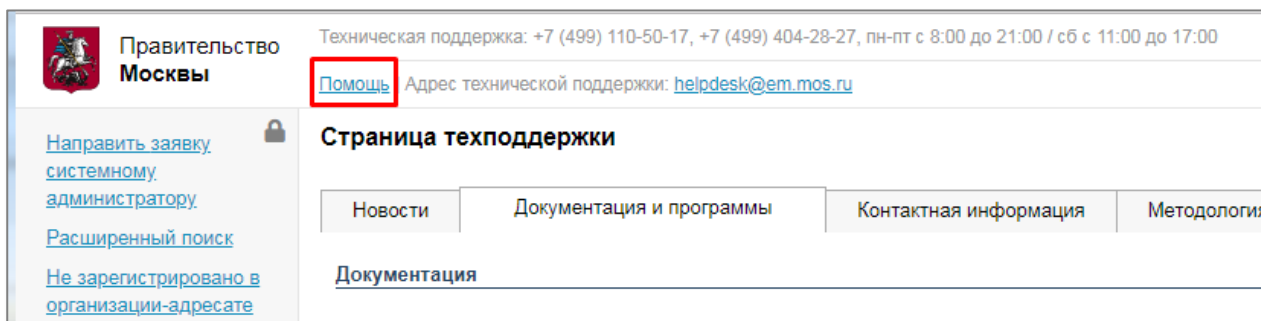 Правительство
Москвы
Техническая поддержка: +7 (499) 110-50-17, +7 (499) 404-28-27, пн-пт с 8:00 до 21:00 / сб с 11:00 до 17:00
Помощь Адрес технической поддержки: helpdesk@em.mos.ru
Направить заявку
системному
администратору
Расширенный поиск
Не зарегистрировано в
организации-адресате
Страница техподдержки
Новости Документация и программы Контактная информация Методология
Документация